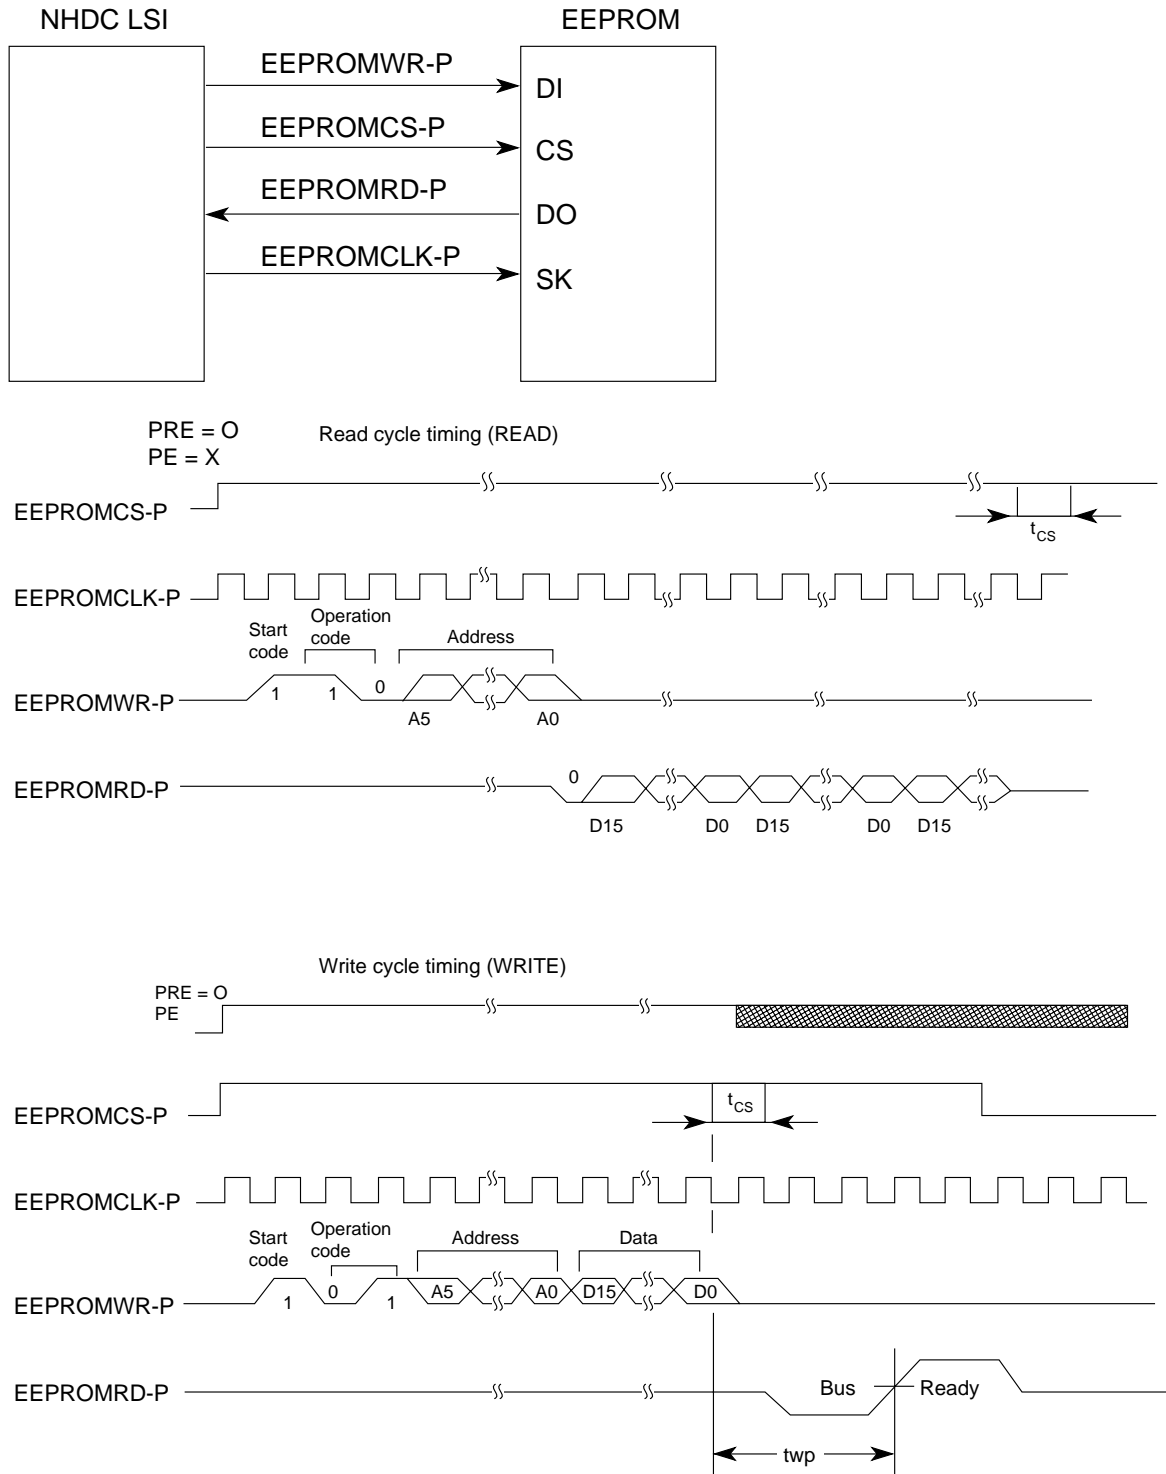 NHDC LSI
EEPROM
EEPROMWR-P
DI
EEPROMCS-P
CS
EEPROMRD-P
DO
EEPROMCLK-P
SK
PRE = O
PE = X
Read cycle timing (READ)
EEPROMCS-P
tCS
EEPROMCLK-P
Start code
Operation code
Address
EEPROMWR-P
1
1
0
A5
A0
EEPROMRD-P
0
D15
D0
D15
D0
D15
Write cycle timing (WRITE)
PRE = O
PE
EEPROMCS-P
tCS
EEPROMCLK-P
Start code
Operation code
Address
Data
EEPROMWR-P
1
0
1
A5
A0
D15
D0
EEPROMRD-P
Bus
Ready
twp